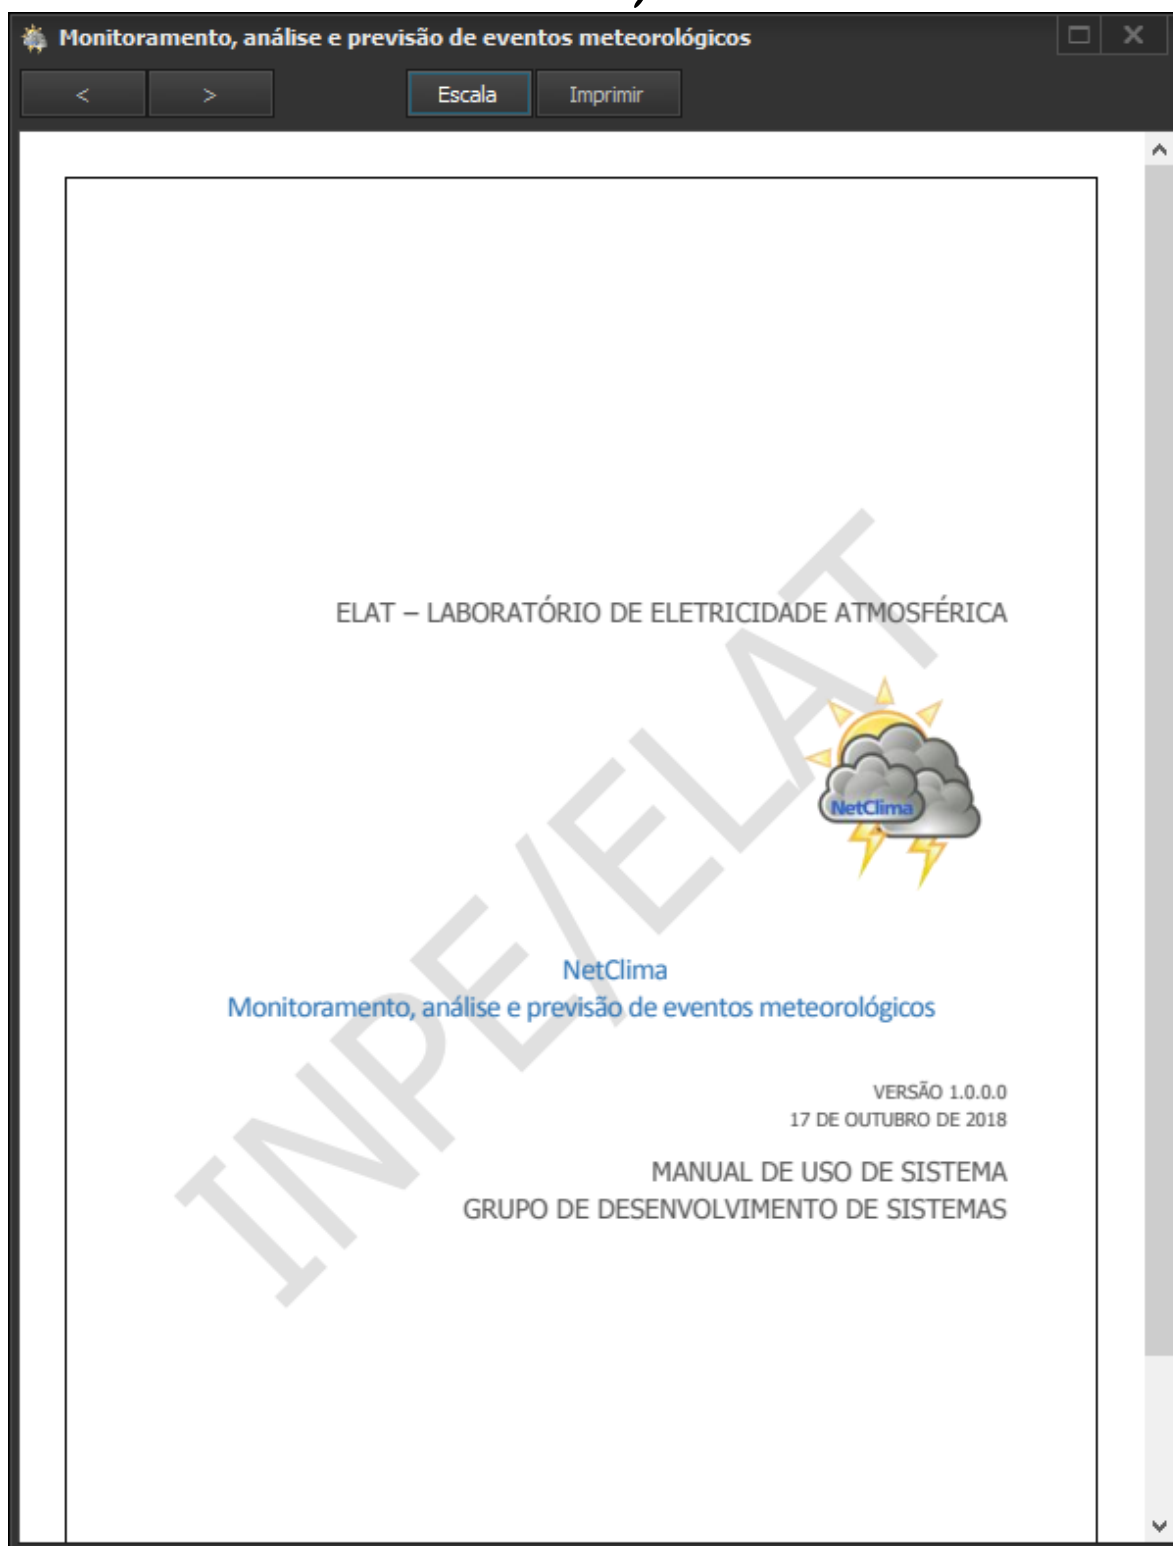 Monitoramento, análise e previsão de eventos meteorológicos
< > Escala Imprimir
ELAT – LABORATÓRIO DE ELETRICIDADE ATMOSFÉRICA
NetClima
NetClima
Monitoramento, análise e previsão de eventos meteorológicos
VERSÃO 1.0.0.0
17 DE OUTUBRO DE 2018
MANUAL DE USO DE SISTEMA
GRUPO DE DESENVOLVIMENTO DE SISTEMAS
INPE/ELAT